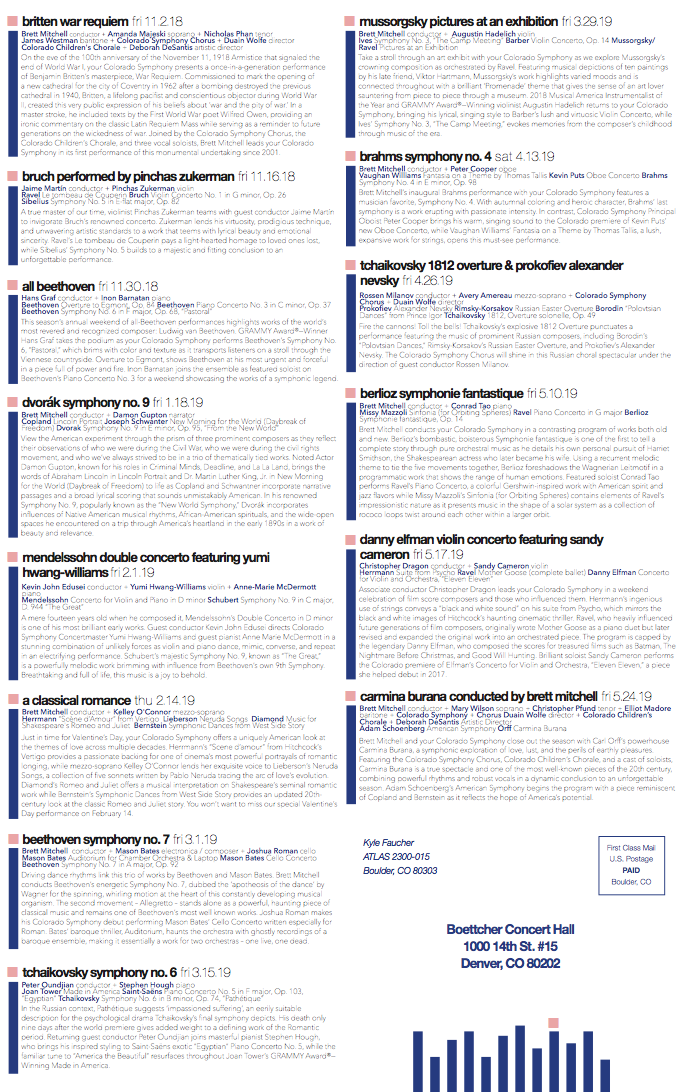 britten war requiem fri 11.2.18
Brett Mitchell conductor + Amanda Majeski soprano + Nicholas Phan tenor
James Westman baritone + Colorado Symphony Chorus + Duain Wolfe director
Colorado Children's Chorale + Deborah DeSantis artistic director
On the eve of the 100th anniversary of the November 11, 1918 Armistice that signaled the
end of World War I, your Colorado Symphony presents a once-in-a-generation performance
of Benjamin Britten's masterpiece, War Requiem. Commissioned to mark the opening of
a new cathedral for the city of Coventry in 1962 after a bombing destroyed the previous
cathedral in 1940, Britten, a lifelong pacifist and conscientious objector during World War
II, created this very public expression of his beliefs about 'war and the pity of war.' In a
master stroke, he included texts by the First World War poet Wilfred Owen, providing an
ironic commentary on the classic Latin Requiem Mass while serving as a reminder to future
generations on the wickedness of war. Joined by the Colorado Symphony Chorus, the
Colorado Children's Chorale, and three vocal soloists, Brett Mitchell leads your Colorado
Symphony in its first performance of this monumental undertaking since 2001.
bruch performed by pinchas zukerman fri 11.16.18
Jaime Martín conductor + Pinchas Zukerman violin
Ravel Le tombeau de Couperin Bruch Violin Concerto No. 1 in G minor, Op. 26
Sibelius Symphony No. 5 in E-flat major, Op. 82
A true master of our time, violinist Pinchas Zukerman teams with guest conductor Jaime Martín
to invigorate Bruch's renowned concerto. Zukerman lends his virtuosity, prodigious technique,
and unwavering artistic standards to a work that teems with lyrical beauty and emotional
sincerity. Ravel's Le tombeau de Couperin pays a light-hearted homage to loved ones lost,
while Sibelius' Symphony No. 5 builds to a majestic and fitting conclusion to an
unforgettable performance.
all beethoven fri 11.30.18
Hans Graf conductor + Inon Barnatan piano
Beethoven Overture to Egmont, Op. 84 Beethoven Piano Concerto No. 3 in C minor, Op. 37
Beethoven Symphony No. 6 in F major, Op. 68, "Pastoral"
This season's annual weekend of all-Beethoven performances highlights works of the world's
most revered and recognized composer: Ludwig van Beethoven. GRAMMY Award®–Winner
Hans Graf takes the podium as your Colorado Symphony performs Beethoven's Symphony No.
6, "Pastoral," which brims with color and texture as it transports listeners on a stroll through the
Viennese countryside. Overture to Egmont, shows Beethoven at his most urgent and forceful
in a piece full of power and fire. Inon Barnatan joins the ensemble as featured soloist on
Beethoven's Piano Concerto No. 3 for a weekend showcasing the works of a symphonic legend.
dvorák symphony no. 9 fri 1.18.19
Brett Mitchell conductor + Damon Gupton narrator
Copland Lincoln Portrait Joseph Schwanter New Morning for the World (Daybreak of
Freedom) Dvorak Symphony No. 9 in E minor, Op. 95, "From the New World"
View the American experiment through the prism of three prominent composers as they reflect
their observations of who we were during the Civil War, who we were during the civil rights
movement, and who we've always strived to be in a trio of thematically tied works. Noted Actor
Damon Gupton, known for his roles in Criminal Minds, Deadline, and La La Land, brings the
words of Abraham Lincoln in Lincoln Portrait and Dr. Martin Luther King, Jr. in New Morning
for the World (Daybreak of Freedom) to life as Copland and Schwantner incorporate narrative
passages and a broad lyrical scoring that sounds unmistakably American. In his renowned
Symphony No. 9, popularly known as the "New World Symphony," Dvorák incorporates
influences of Native American musical rhythms, African-American spirituals, and the wide-open
spaces he encountered on a trip through America's heartland in the early 1890s in a work of
beauty and relevance.
mendelssohn double concerto featuring yumi
hwang-williams fri 2.1.19
Kevin John Edusei conductor + Yumi Hwang-Williams violin + Anne-Marie McDermott
piano
Mendelssohn Concerto for Violin and Piano in D minor Schubert Symphony No. 9 in C major,
D. 944 "The Great"
A mere fourteen years old when he composed it, Mendelssohn's Double Concerto in D minor
is one of his most brilliant early works. Guest conductor Kevin John Edusei directs Colorado
Symphony Concertmaster Yumi Hwang-Williams and guest pianist Anne Marie McDermott in a
stunning combination of unlikely forces as violin and piano dance, mimic, converse, and repeat
in an electrifying performance. Schubert's majestic Symphony No. 9, known as "The Great,"
is a powerfully melodic work brimming with influence from Beethoven's own 9th Symphony.
Breathtaking and full of life, this music is a joy to behold.
a classical romance thu 2.14.19
Brett Mitchell conductor + Kelley O'Connor mezzo-soprano
Herrmann "Scène d'Amour" from Vertigo Lieberson Neruda Songs Diamond Music for
Shakespeare's Romeo and Juliet Bernstein Symphonic Dances from West Side Story
Just in time for Valentine's Day, your Colorado Symphony offers a uniquely American look at
the themes of love across multiple decades. Herrmann's "Scene d'amour" from Hitchcock's
Vertigo provides a passionate backing for one of cinema's most powerful portraits of romantic
longing, while mezzo-soprano Kelley O'Connor lends her exquisite voice to Lieberson's Neruda
Songs, a collection of five sonnets written by Pablo Neruda tracing the arc of love's evolution.
Diamond's Romeo and Juliet offers a musical interpretation on Shakespeare's seminal romantic
work while Bernstein's Symphonic Dances from West Side Story provides an updated 20th
century look at the classic Romeo and Juliet story. You won't want to miss our special Valentine's
Day performance on February 14.
beethoven symphony no. 7 fri 3.1.19
Brett Mitchell conductor + Mason Bates electronica / composer + Joshua Roman cello
Mason Bates Auditorium for Chamber Orchestra & Laptop Mason Bates Cello Concerto
Beethoven Symphony No. 7 in A major, Op. 92
Driving dance rhythms link this trio of works by Beethoven and Mason Bates. Brett Mitchell
conducts Beethoven's energetic Symphony No. 7, dubbed the 'apotheosis of the dance' by
Wagner for the spinning, whirling motion at the heart of this constantly developing musical
organism. The second movement - Allegretto - stands alone as a powerful, haunting piece of
classical music and remains one of Beethoven's most well known works. Joshua Roman makes
his Colorado Symphony debut performing Mason Bates' Cello Concerto written especially for
Roman. Bates' baroque thriller, Auditorium, haunts the orchestra with ghostly recordings of a
baroque ensemble, making it essentially a work for two orchestras - one live, one dead.
tchaikovsky symphony no. 6 fri 3.15.19
Peter Oundjian conductor + Stephen Hough piano
Joan Tower Made in America Saint-Saëns Piano Concerto No. 5 in F major, Op. 103,
"Egyptian" Tchaikovsky Symphony No. 6 in B minor, Op. 74, "Pathétique"
In the Russian context, Pathétique suggests 'impassioned suffering', an eerily suitable
description for the psychological drama Tchaikovsky's final symphony depicts. His death only
nine days after the world premiere gives added weight to a defining work of the Romantic
period. Returning guest conductor Peter Oundjian joins masterful pianist Stephen Hough,
who brings his inspired styling to Saint-Saëns exotic "Egyptian" Piano Concerto No. 5, while the
familiar tune to "America the Beautiful" resurfaces throughout Joan Tower's GRAMMY Award®–
Winning Made in America.
mussorgsky pictures at an exhibition fri 3.29.19
Brett Mitchell conductor + Augustin Hadelich violin
Ives Symphony No. 3, "The Camp Meeting" Barber Violin Concerto, Op. 14 Mussorgsky/
Ravel Pictures at an Exhibition
Take a stroll through an art exhibit with your Colorado Symphony as we explore Mussorgsky's
crowning composition as orchestrated by Ravel. Featuring musical depictions of ten paintings
by his late friend, Viktor Hartmann, Mussorgsky's work highlights varied moods and is
connected throughout with a brilliant 'Promenade' theme that gives the sense of an art lover
sauntering from piece to piece through a museum. 2018 Musical America Instrumentalist of
the Year and GRAMMY Award®–Winning violinist Augustin Hadelich returns to your Colorado
Symphony, bringing his lyrical, singing style to Barber's lush and virtuosic Violin Concerto, while
Ives' Symphony No. 3, "The Camp Meeting," evokes memories from the composer's childhood
through music of the era.
brahms symphony no. 4 sat 4.13.19
Brett Mitchell conductor + Peter Cooper oboe
Vaughan Williams Fantasia on a Theme by Thomas Tallis Kevin Puts Oboe Concerto Brahms
Symphony No. 4 in E minor, Op. 98
Brett Mitchell's inaugural Brahms performance with your Colorado Symphony features a
musician favorite, Symphony No. 4. With autumnal coloring and heroic character, Brahms' last
symphony is a work erupting with passionate intensity. In contrast, Colorado Symphony Principal
Oboist Peter Cooper brings his warm, singing sound to the Colorado premiere of Kevin Puts'
new Oboe Concerto, while Vaughan Williams' Fantasia on a Theme by Thomas Tallis, a lush,
expansive work for strings, opens this must-see performance.
tchaikovsky 1812 overture & prokofiev alexander
nevsky fri 4.26.19
Rossen Milanov conductor + Avery Amereau mezzo-soprano + Colorado Symphony
Chorus + Duain Wolfe director
Prokofiev Alexander Nevsky Rimsky-Korsakov Russian Easter Overture Borodin "Polovtsian
Dances" from Prince Igor Tchaikovsky 1812, Overture solonelle, Op. 49
Fire the cannons! Toll the bells! Tchaikovsky's explosive 1812 Overture punctuates a
performance featuring the music of prominent Russian composers, including Borodin's
"Polovtsian Dances," Rimsky Korsakov's Russian Easter Overture, and Prokofiev's Alexander
Nevsky. The Colorado Symphony Chorus will shine in this Russian choral spectacular under the
direction of guest conductor Rossen Milanov.
berlioz symphonie fantastique fri 5.10.19
Brett Mitchell conductor + Conrad Tao piano
Missy Mazzoli Sinfonia (for Orbiting Spheres) Ravel Piano Concerto in G major Berlioz
Symphonie fantastique, Op. 14
Brett Mitchell conducts your Colorado Symphony in a contrasting program of works both old
and new. Berlioz's bombastic, boisterous Symphonie fantastique is one of the first to tell a
complete story through pure orchestral music as he details his own personal pursuit of Harriet
Smithson, the Shakespearean actress who later became his wife. Using a recurrent melodic
theme to tie the five movements together, Berlioz foreshadows the Wagnerian Leitmotif in a
programmatic work that shows the range of human emotions. Featured soloist Conrad Tao
performs Ravel's Piano Concerto, a colorful Gershwin-inspired work with American spirit and
jazz flavors while Missy Mazzoli's Sinfonia (for Orbiting Spheres) contains elements of Ravel's
impressionistic nature as it presents music in the shape of a solar system as a collection of
rococo loops twist around each other within a larger orbit.
danny elfman violin concerto featuring sandy
cameron fri 5.17.19
Christopher Dragon conductor + Sandy Cameron violin
Herrmann Suite from Psycho Ravel Mother Goose (complete ballet) Danny Elfman Concerto
for Violin and Orchestra, "Eleven Eleven"
Associate conductor Christopher Dragon leads your Colorado Symphony in a weekend
celebration of film score composers and those who influenced them. Herrmann's ingenious
use of strings conveys a "black and white sound" on his suite from Psycho, which mirrors the
black and white images of Hitchcock's haunting cinematic thriller. Ravel, who heavily influenced
future generations of film composers, originally wrote Mother Goose as a piano duet but later
revised and expanded the original work into an orchestrated piece. The program is capped by
the legendary Danny Elfman, who composed the scores for treasured films such as Batman, The
Nightmare Before Christmas, and Good Will Hunting. Brilliant soloist Sandy Cameron performs
the Colorado premiere of Elfman's Concerto for Violin and Orchestra, "Eleven Eleven," a piece
she helped debut in 2017.
carmina burana conducted by brett mitchell fri 5.24.19
Brett Mitchell conductor + Mary Wilson soprano + Christopher Pfund tenor + Elliot Madore
baritone + Colorado Symphony + Chorus Duain Wolfe director + Colorado Children's
Chorale + Deborah DeSantis Artistic Director
Adam Schoenberg American Symphony Orff Carmina Burana
Brett Mitchell and your Colorado Symphony close out the season with Carl Orff's powerhouse
Carmina Burana, a symphonic exploration of love, lust, and the perils of earthly pleasures.
Featuring the Colorado Symphony Chorus, Colorado Children's Chorale, and a cast of soloists,
Carmina Burana is a true spectacle and one of the most well-known pieces of the 20th century,
combining powerful rhythms and robust vocals in a dynamic conclusion to an unforgettable
season. Adam Schoenberg's American Symphony begins the program with a piece reminiscent
of Copland and Bernstein as it reflects the hope of America's potential.
Kyle Faucher
ATLAS 2300-015
Boulder, CO 80303
First Class Mail
U.S. Postage
PAID
Boulder, CO
Boettcher Concert Hall
1000 14th St. #15
Denver, CO 80202